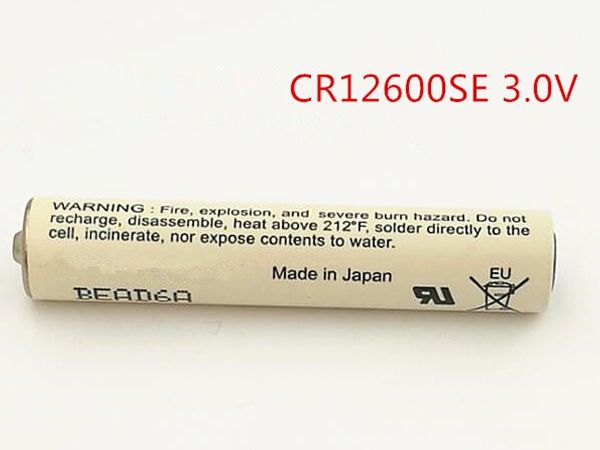 CR12600SE 3.0V
WARNING : Fire, explosion, and severe burn hazard. Do not
recharge, disassemble, heat above 212°F, solder directly to the
cell, incinerate, nor expose contents to water.
Made in Japan
EU
BEAD6A